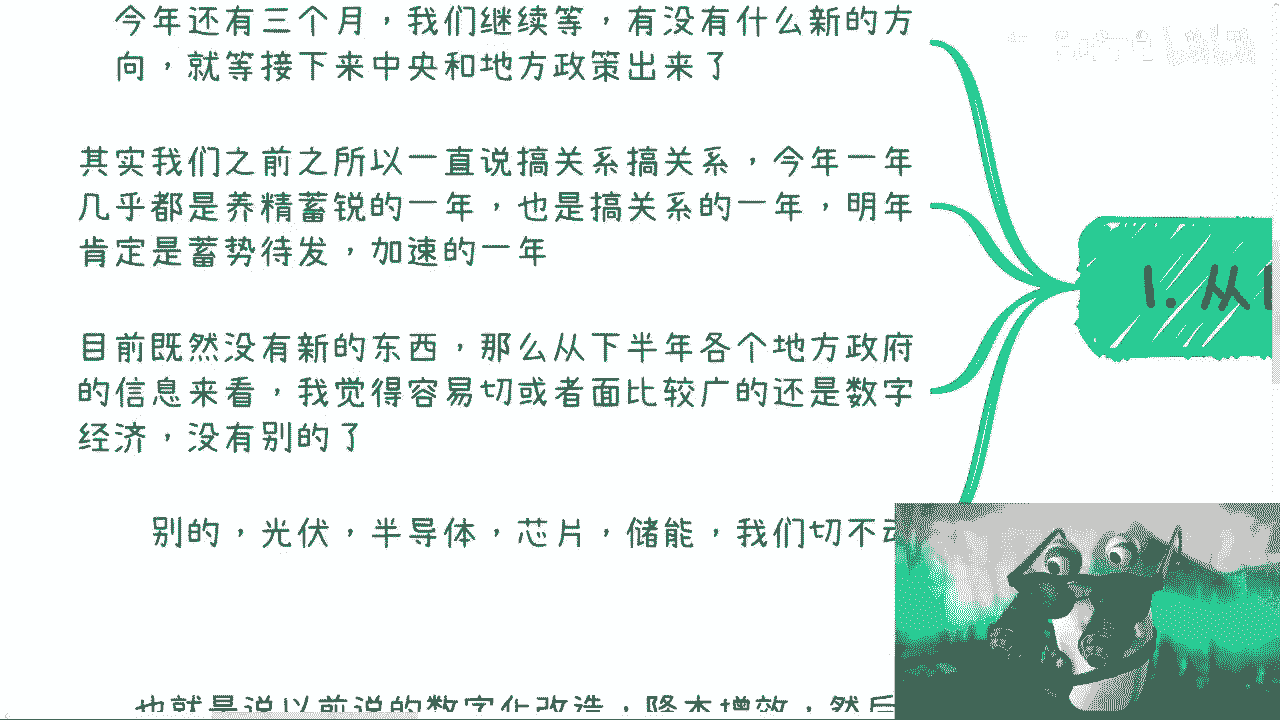 今年还有三个月，我们继续等，有没有什么新的方
向，就等接下来中央和地方政策出来了
其实我们之前之所以一直说搞关系搞关系，今年一年
几乎都是养精蓄锐的一年，也是搞关系的一年，明年
肯定是蓄势待发，加速的一年
目前既然没有新的东西，那么从下半年各个地方政府
的信息来看，我觉得容易切或者面比较广的还是数字
经济，没有别的了
别的，光伏，半导体，芯片，储能，我们切不动
也就是说以前说的数字化改造，降本增效，然后
1. 从